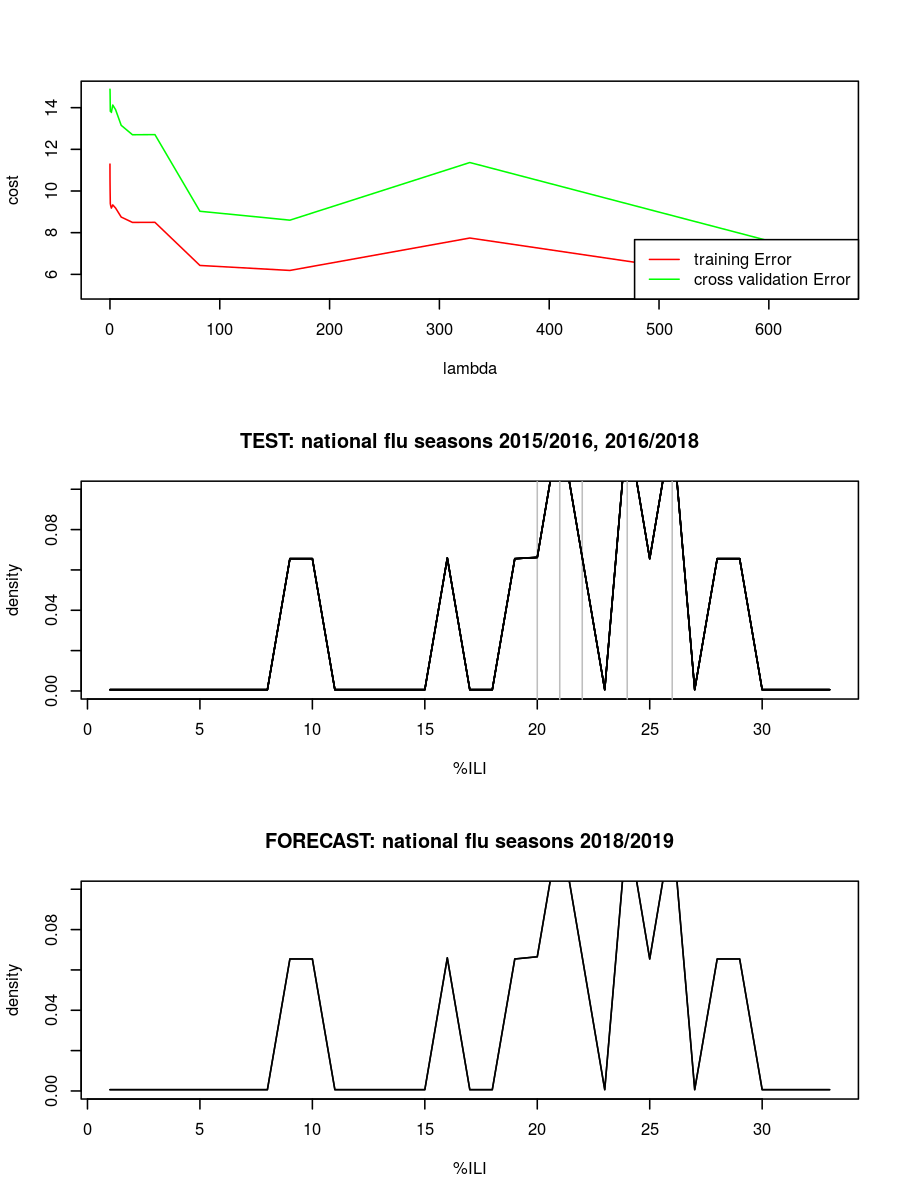 14
12
10
8
6
cost
0 100 200 300 400 500 600
lambda
training Error
cross validation Error
TEST: national flu seasons 2015/2016, 2016/2018
0.08
0.04
0.00
density
0 5 10 15 20 25 30
%ILI
FORECAST: national flu seasons 2018/2019
0.08
0.04
0.00
density
0 5 10 15 20 25 30
%ILI